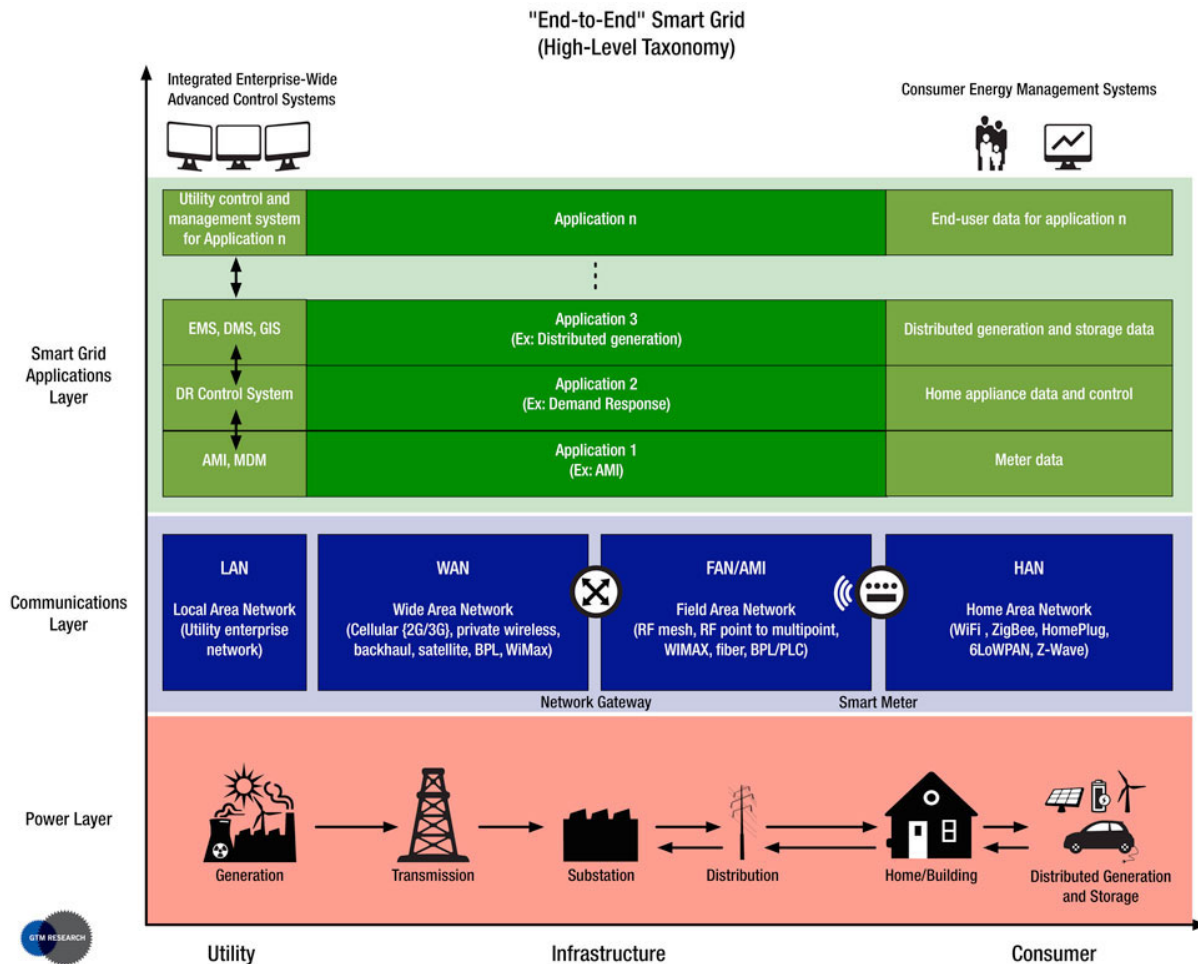 "End-to-End" Smart Grid
(High-Level Taxonomy)
Integrated Enterprise-Wide
Advanced Control Systems
Consumer Energy Management Systems
Smart Grid
Applications
Layer
Utility control and
management system
for Application n
Application n
End-user data for application n
EMS, DMS, GIS
Application 3
(Ex: Distributed generation)
Distributed generation and storage data
DR Control System
Application 2
(Ex: Demand Response)
Home appliance data and control
AMI, MDM
Application 1
(Ex: AMI)
Meter data
Communications
Layer
LAN
Local Area Network
(Utility enterprise
network)
WAN
Wide Area Network
(Cellular {2G/3G}, private wireless,
backhaul, satellite, BPL, WiMax)
FAN/AMI
Field Area Network
(RF mesh, RF point to multipoint,
WIMAX, fiber, BPL/PLC)
HAN
Home Area Network
(WiFi , ZigBee, HomePlug,
6LoWPAN, Z-Wave)
Network Gateway
Smart Meter
Power Layer
Generation
Transmission
Substation
Distribution
Home/Building
Distributed Generation
and Storage
GTM RESEARCH
Utility
Infrastructure
Consumer